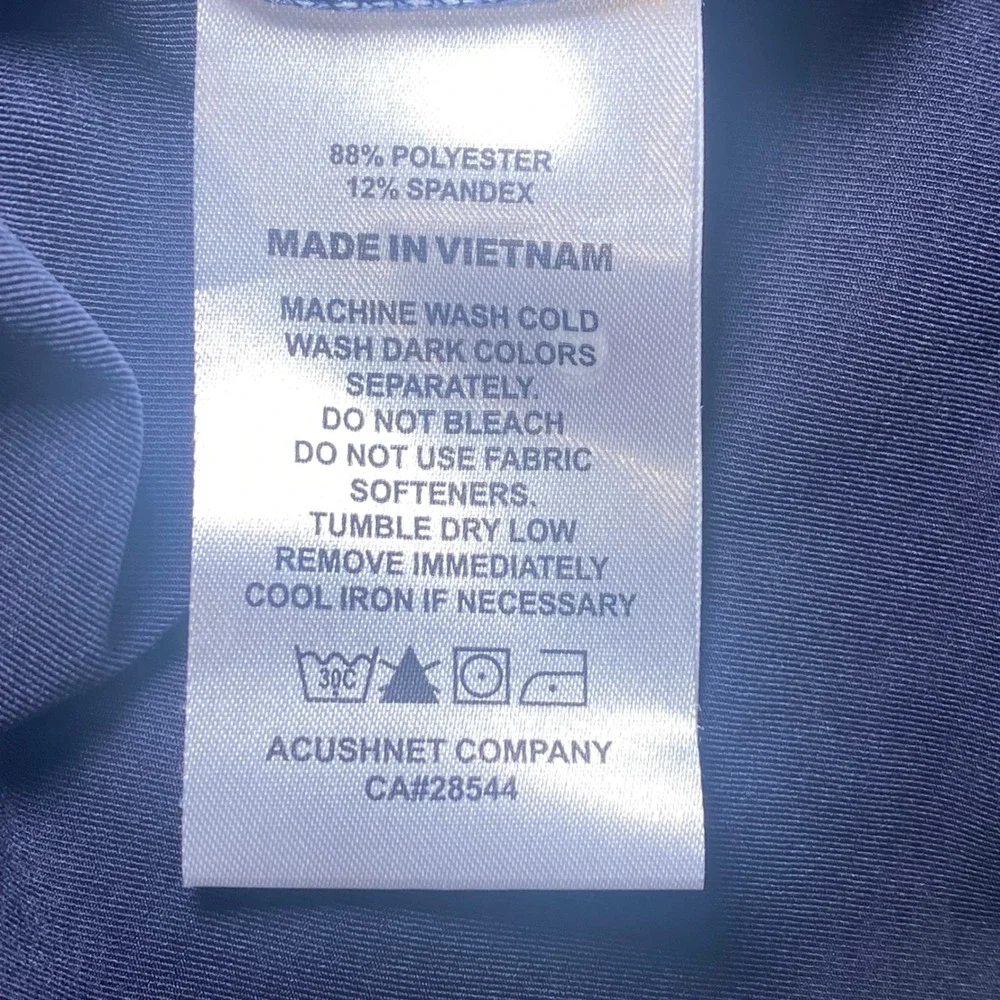 88% POLYESTER
12% SPANDEX
MADE IN VIETNAM
MACHINE WASH COLD
WASH DARK COLORS
SEPARATELY.
DO NOT BLEACH
DO NOT USE FABRIC
SOFTENERS.
TUMBLE DRY LOW
REMOVE IMMEDIATELY
COOL IRON IF NECESSARY
30C
ACUSHNET COMPANY
CA#28544